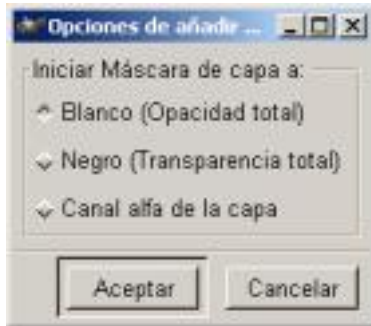 Opciones de añadir ...
Iniciar Máscara de capa a:
Blanco (Opacidad total)
Negro (Transparencia total)
Canal alfa de la capa
Aceptar
Cancelar